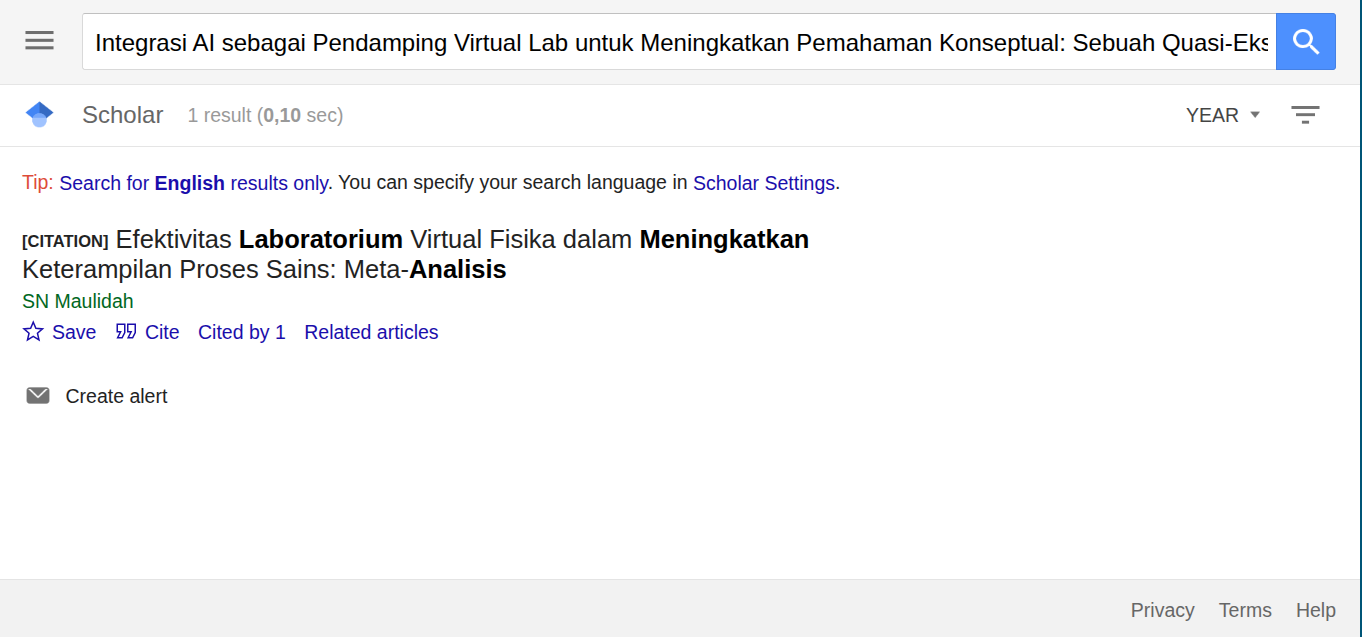 Integrasi AI sebagai Pendamping Virtual Lab untuk Meningkatkan Pemahaman Konseptual: Sebuah Quasi-Eks
Scholar 1 result (0,10 sec) YEAR
Tip: Search for English results only. You can specify your search language in Scholar Settings.
[CITATION] Efektivitas Laboratorium Virtual Fisika dalam Meningkatkan
Keterampilan Proses Sains: Meta-Analisis
SN Maulidah
Save Cite Cited by 1 Related articles
Create alert
Privacy Terms Help